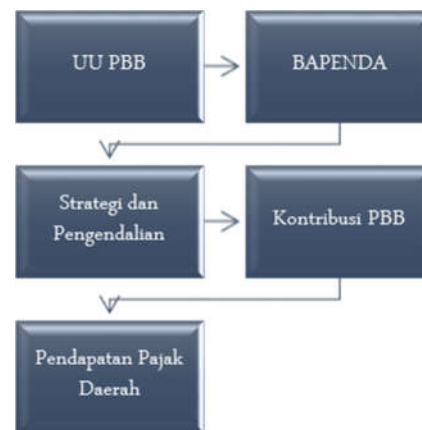 UU PBB
BAPENDA
Strategi dan
Pengendalian
Kontribusi PBB
Pendapatan Pajak
Daerah